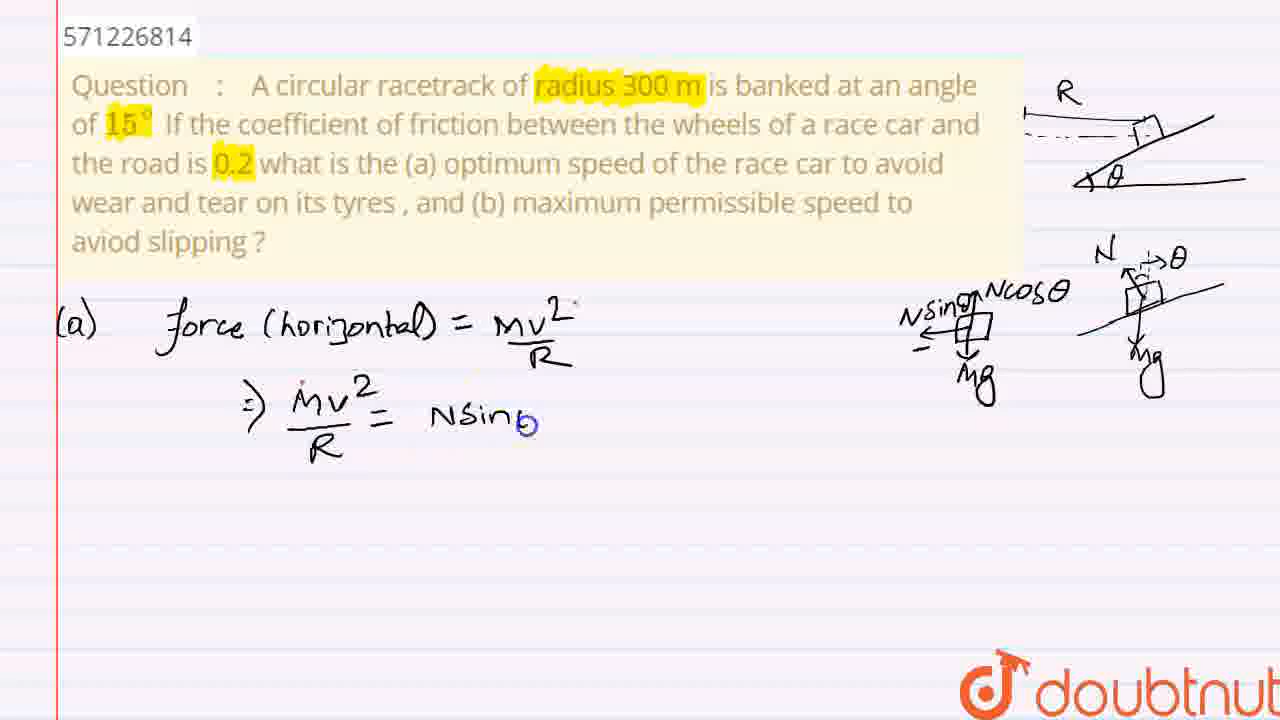 571226814
Question : A circular racetrack of radius 300 m is banked at an angle
of 15° If the coefficient of friction between the wheels of a race car and
the road is 0.2 what is the (a) optimum speed of the race car to avoid
wear and tear on its tyres , and (b) maximum permissible speed to
aviod slipping ?
R
θ
N
θ
Mg
Nsinθ
Ncosθ
Mg
(a) force (horizontal) = Mv²/R
⇒ Mv²/R = Nsinθ
doubtnut